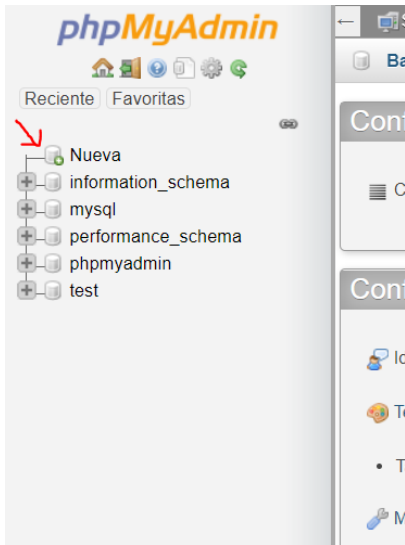 phpMyAdmin
Reciente Favoritas
Nueva
information_schema
mysql
performance_schema
phpmyadmin
test